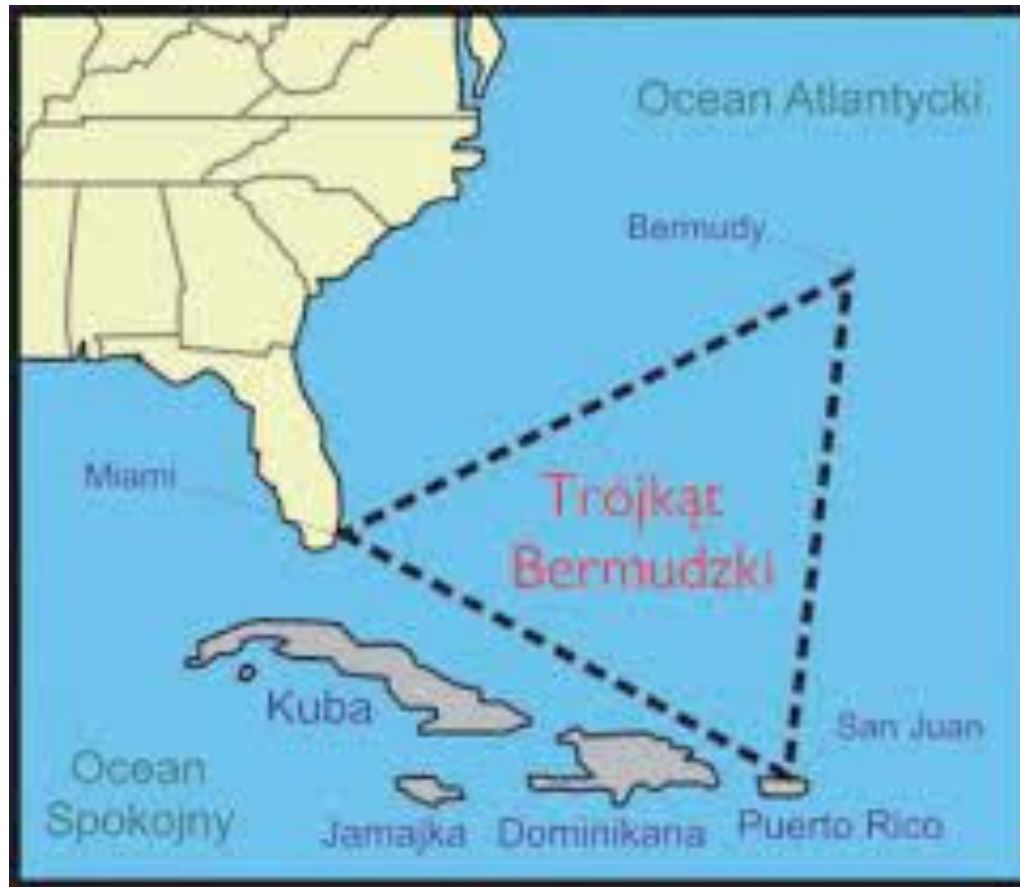 Ocean Atlantycki
Bermudy
Miami
Trójkąt
Bermudzki
Kuba
San Juan
Ocean
Spokojny
Jamajka
Dominikana
Puerto Rico